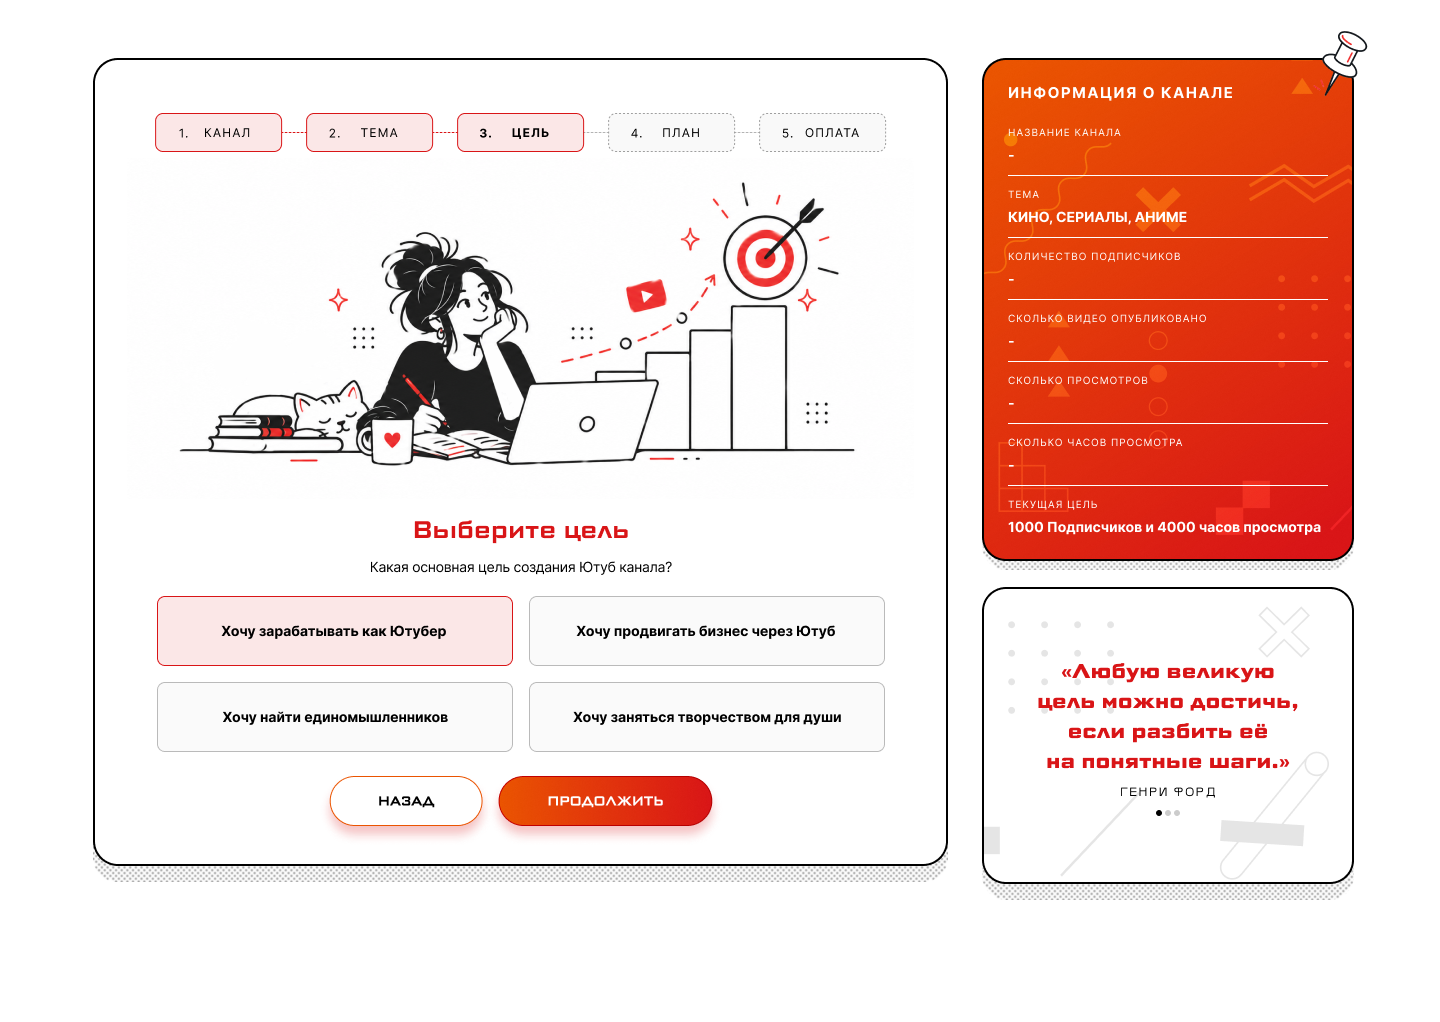 1. КАНАЛ
2. ТЕМА
3. ЦЕЛЬ
4. ПЛАН
5. ОПЛАТА
Выберите цель
Какая основная цель создания Ютуб канала?
Хочу зарабатывать как Ютубер
Хочу продвигать бизнес через Ютуб
Хочу найти единомышленников
Хочу заняться творчеством для души
НАЗАД
ПРОДОЛЖИТЬ
ИНФОРМАЦИЯ О КАНАЛЕ
НАЗВАНИЕ КАНАЛА
-
ТЕМА
КИНО, СЕРИАЛЫ, АНИМЕ
КОЛИЧЕСТВО ПОДПИСЧИКОВ
-
СКОЛЬКО ВИДЕО ОПУБЛИКОВАНО
-
СКОЛЬКО ПРОСМОТРОВ
-
СКОЛЬКО ЧАСОВ ПРОСМОТРА
-
ТЕКУЩАЯ ЦЕЛЬ
1000 Подписчиков и 4000 часов просмотра
«Любую великую
цель можно достичь,
если разбить её
на понятные шаги.»
ГЕНРИ ФОРД